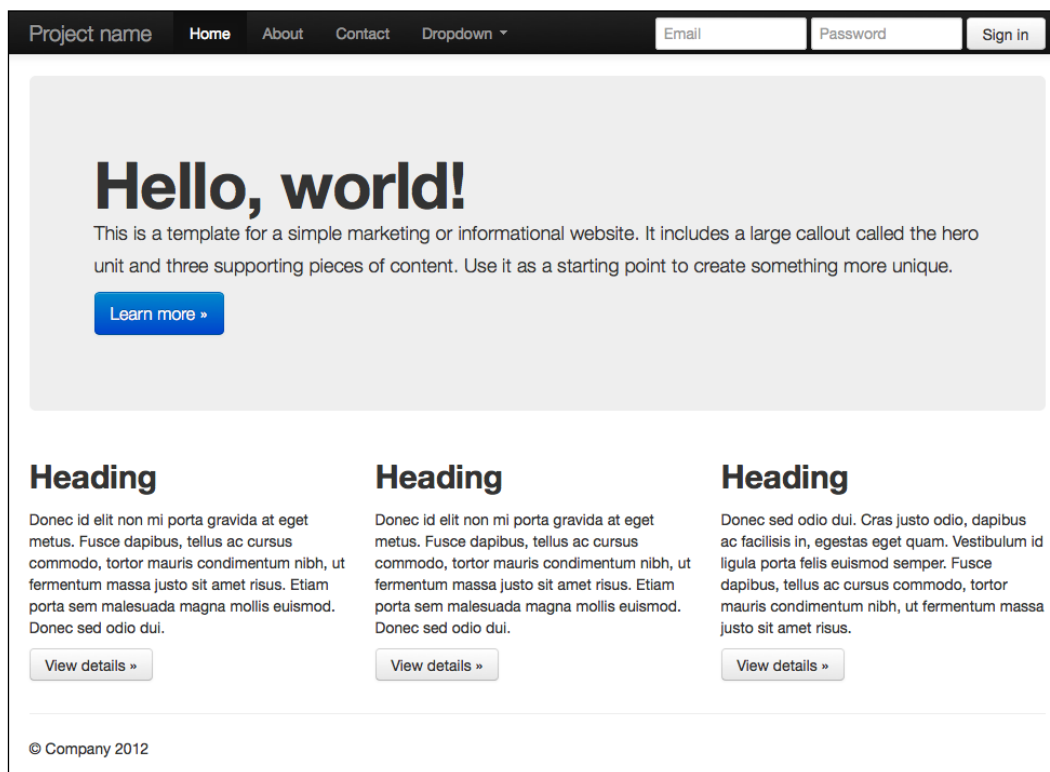 Project name Home About Contact Dropdown Email Password Sign in
Hello, world!
This is a template for a simple marketing or informational website. It includes a large callout called the hero
unit and three supporting pieces of content. Use it as a starting point to create something more unique.
Learn more »
Heading
Donec id elit non mi porta gravida at eget
metus. Fusce dapibus, tellus ac cursus
commodo, tortor mauris condimentum nibh, ut
fermentum massa justo sit amet risus. Etiam
porta sem malesuada magna mollis euismod.
Donec sed odio dui.
View details »
Heading
Donec id elit non mi porta gravida at eget
metus. Fusce dapibus, tellus ac cursus
commodo, tortor mauris condimentum nibh, ut
fermentum massa justo sit amet risus. Etiam
porta sem malesuada magna mollis euismod.
Donec sed odio dui.
View details »
Heading
Donec sed odio dui. Cras justo odio, dapibus
ac facilisis in, egestas eget quam. Vestibulum id
ligula porta felis euismod semper. Fusce
dapibus, tellus ac cursus commodo, tortor
mauris condimentum nibh, ut fermentum massa
justo sit amet risus.
View details »
© Company 2012